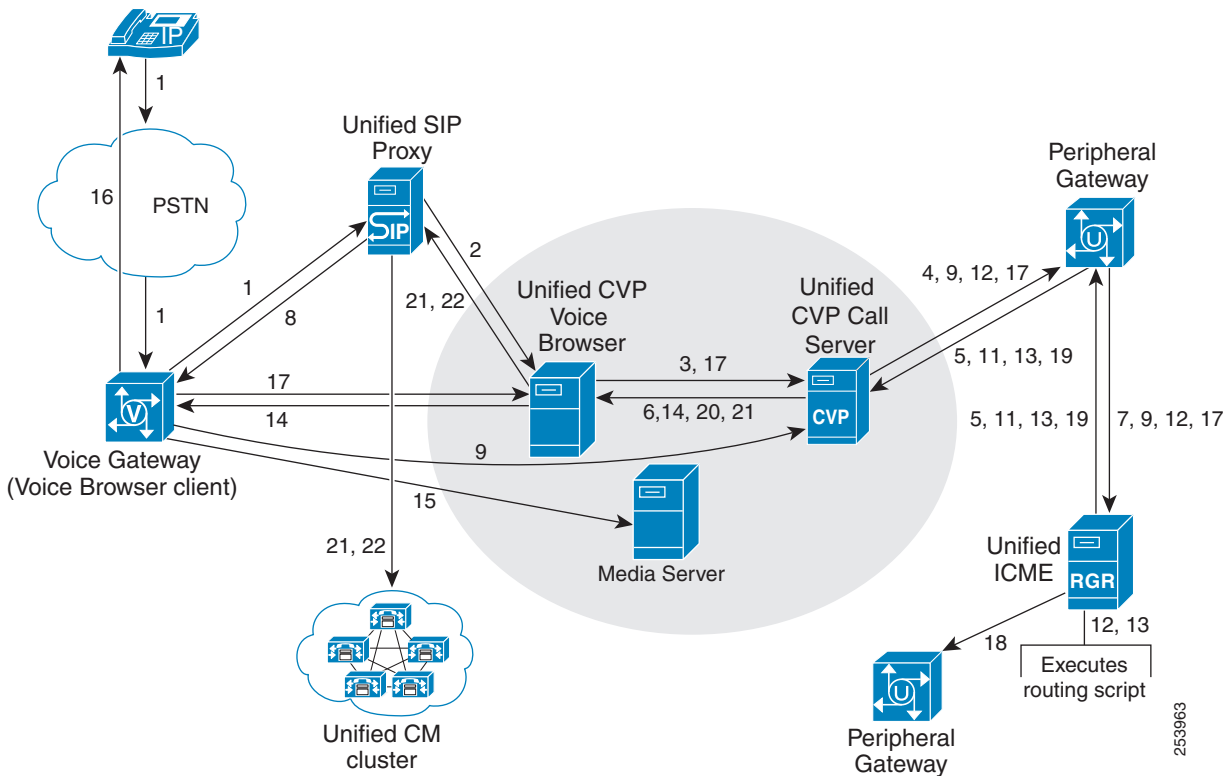 IP
1
Unified SIP
Proxy
Peripheral
Gateway
16
PSTN
SIP
U
2
1
4, 9, 12, 17
21, 22
Unified CVP
Voice
Browser
Unified
CVP Call
Server
1
8
5, 11, 13, 19
3, 17
17
6,14, 20, 21
5, 11, 13, 19
7, 9, 12, 17
V
14
CVP
9
Voice Gateway
(Voice Browser client)
15
21, 22
Media Server
Unified
ICME
RGR
18
12, 13
Executes
routing script
U
Unified CM
cluster
Peripheral
Gateway
253963